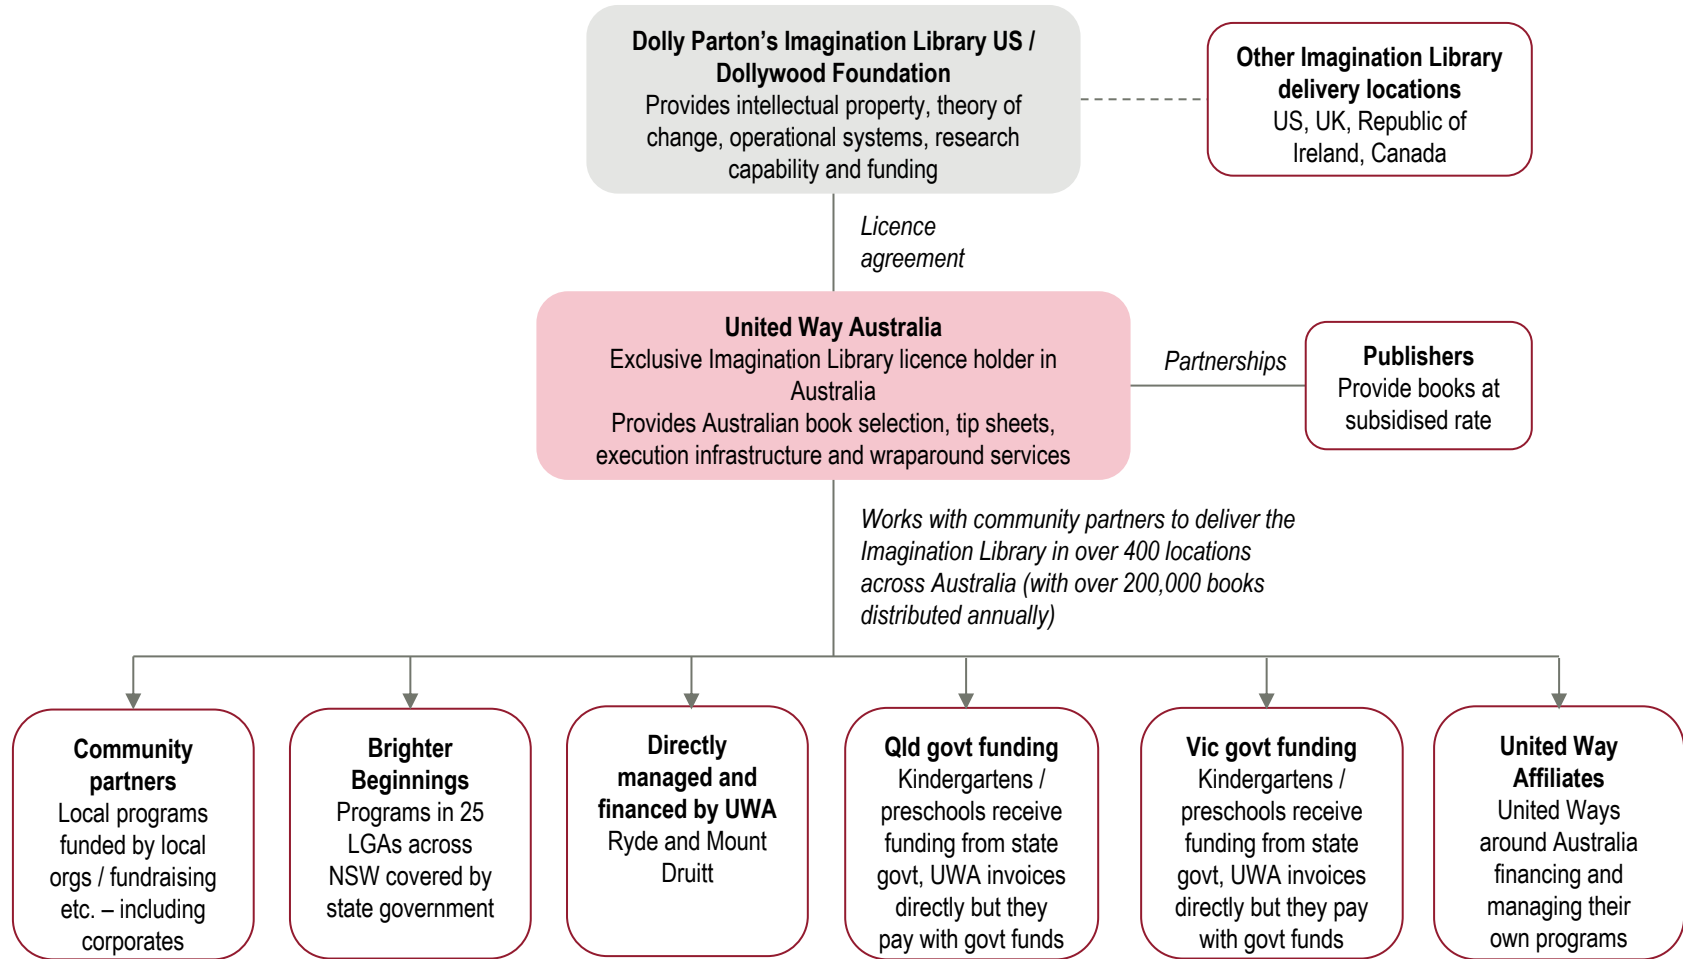 Dolly Parton’s Imagination Library US /
Dollywood Foundation
Provides intellectual property, theory of
change, operational systems, research
capability and funding
Other Imagination Library
delivery locations
US, UK, Republic of
Ireland, Canada
Licence
agreement
United Way Australia
Exclusive Imagination Library licence holder in
Australia
Provides Australian book selection, tip sheets,
execution infrastructure and wraparound services
Partnerships
Publishers
Provide books at
subsidised rate
Works with community partners to deliver the
Imagination Library in over 400 locations
across Australia (with over 200,000 books
distributed annually)
Community
partners
Local programs
funded by local
orgs / fundraising
etc. – including
corporates
Brighter
Beginnings
Programs in 25
LGAs across
NSW covered by
state government
Directly
managed and
financed by UWA
Ryde and Mount
Druitt
Qld govt funding
Kindergartens /
preschools receive
funding from state
govt, UWA invoices
directly but they
pay with govt funds
Vic govt funding
Kindergartens /
preschools receive
funding from state
govt, UWA invoices
directly but they pay
with govt funds
United Way
Affiliates
United Ways
around Australia
financing and
managing their
own programs